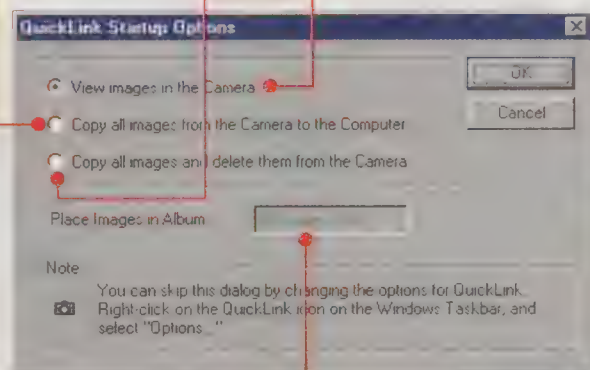 QuickLink Startup Options
View images in the Camera
OK
Copy all images from the Camera to the Computer
Cancel
Copy all images and delete them from the Camera
Place Images in Album
Note
You can skip this dialog by changing the options for QuickLink.
Right-click on the QuickLink icon on the Windows Taskbar, and
select "Options..."